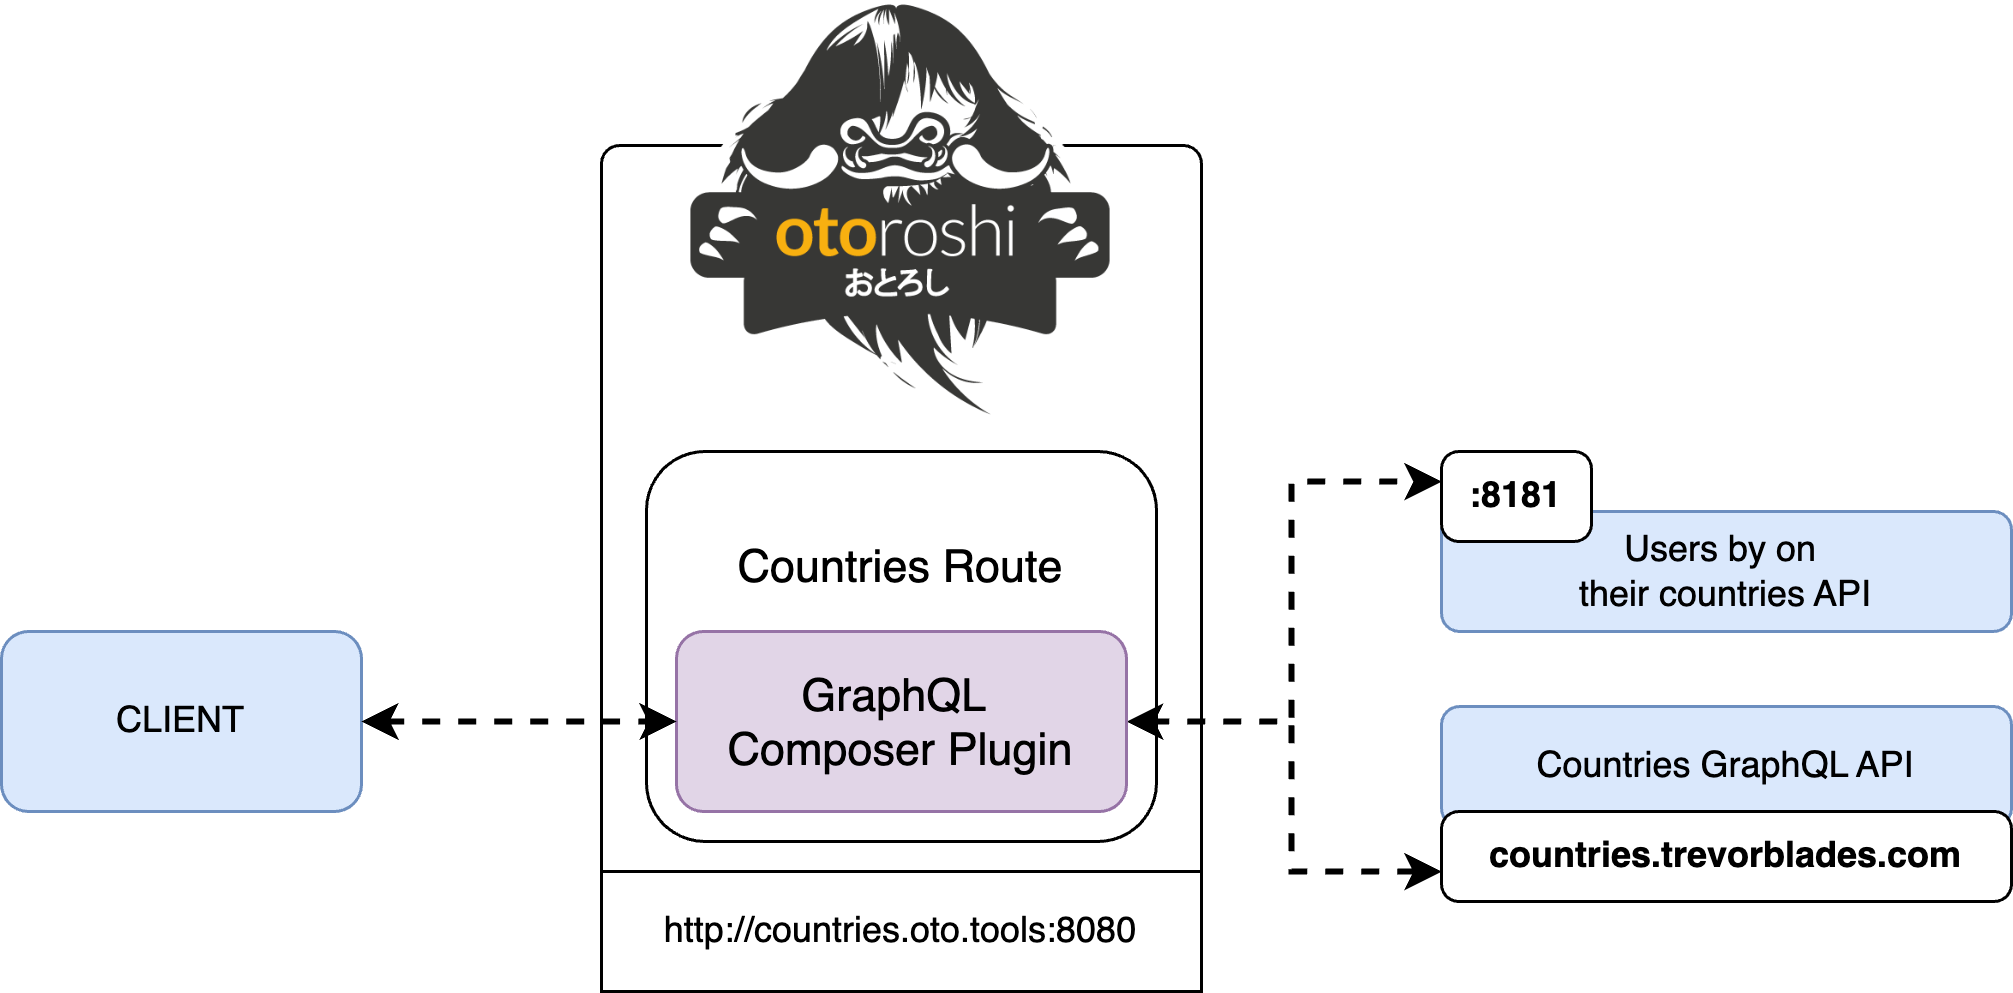 otoroshi
おとろし
:8181
Users by on
their countries API
Countries Route
CLIENT
GraphQL
Composer Plugin
Countries GraphQL API
countries.trevorblades.com
http://countries.oto.tools:8080